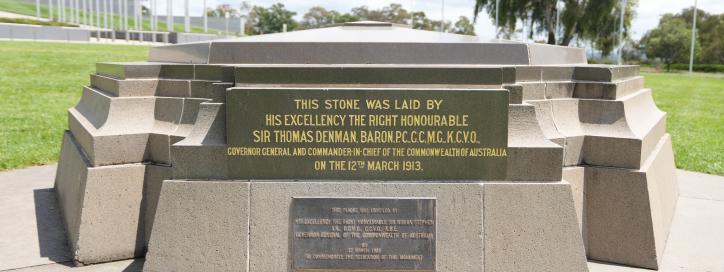 THIS STONE WAS LAID BY
HIS EXCELLENCY THE RIGHT HONOURABLE
SIR THOMAS DENMAN, BARON, P.C., G.C.M.G., K.C.V.O.,
GOVERNOR GENERAL AND COMMANDER-IN-CHIEF OF THE COMMONWEALTH OF AUSTRALIA
ON THE 12TH MARCH 1913.
THIS PLAQUE WAS UNVEILED BY
HIS EXCELLENCY THE RIGHT HONOURABLE SIR NINIAN STEPHEN
A.K., G.C.M.G., G.C.V.O., K.B.E.
GOVERNOR-GENERAL OF THE COMMONWEALTH OF AUSTRALIA
12 MARCH
TO COMMEMORATE THE RELOCATION OF THIS MONUMENT